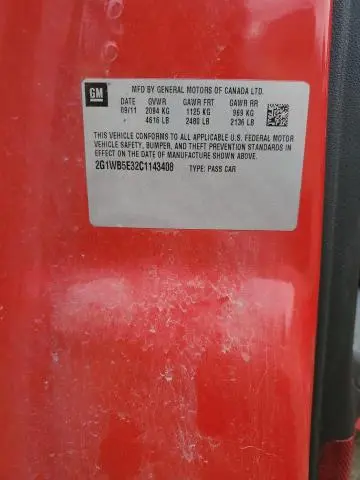 GM
MFD BY GENERAL MOTORS OF CANADA LTD.
DATE GVWR GAWR FRT GAWR RR
09/11 2094 KG 1125 KG 969 KG
4616 LB 2480 LB 2136 LB
THIS VEHICLE CONFORMS TO ALL APPLICABLE U.S. FEDERAL MOTOR
VEHICLE SAFETY, BUMPER, AND THEFT PREVENTION STANDARDS
IN EFFECT ON THE DATE OF MANUFACTURE SHOWN ABOVE.
2G1WB5E32C1143408 TYPE: PASS CAR